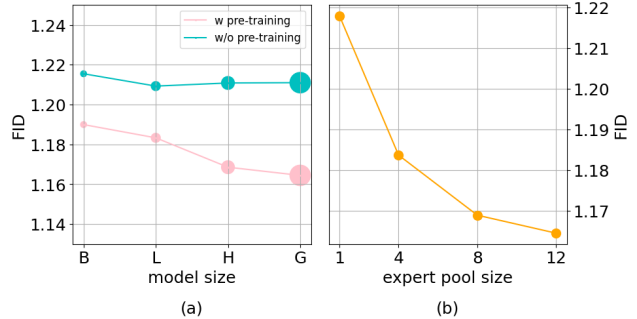 1.24
1.22
1.20
1.18
1.16
1.14
FID
w pre-training
w/o pre-training
B
L
H
G
model size
(a)
1.22
1.21
1.20
1.19
1.18
1.17
FID
1
4
8
12
expert pool size
(b)